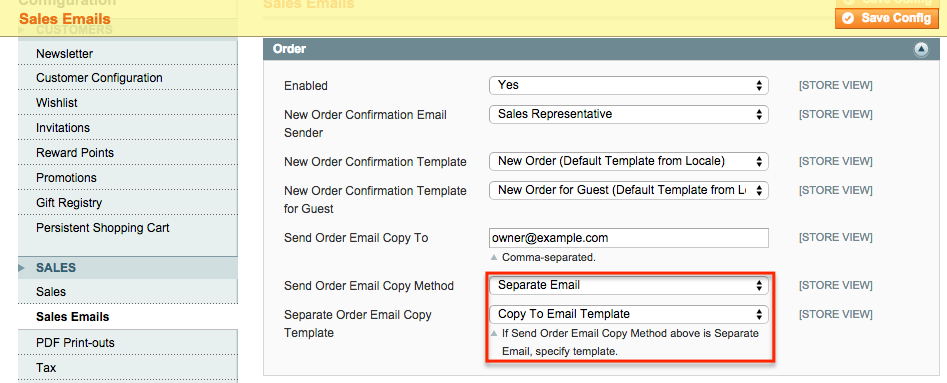 Configuration
Sales Emails
Sales Emails
Save Config
Save Config
CUSTOMERS
Newsletter
Customer Configuration
Wishlist
Invitations
Reward Points
Promotions
Gift Registry
Persistent Shopping Cart
SALES
Sales
Sales Emails
PDF Print-outs
Tax
Order
Enabled
Yes
[STORE VIEW]
New Order Confirmation Email
Sender
Sales Representative
[STORE VIEW]
New Order Confirmation Template
New Order (Default Template from Locale)
[STORE VIEW]
New Order Confirmation Template
for Guest
New Order for Guest (Default Template from L
[STORE VIEW]
Send Order Email Copy To
owner@example.com
[STORE VIEW]
Comma-separated.
Send Order Email Copy Method
Separate Email
[STORE VIEW]
Separate Order Email Copy
Template
Copy To Email Template
[STORE VIEW]
If Send Order Email Copy Method above is Separate
Email, specify template.